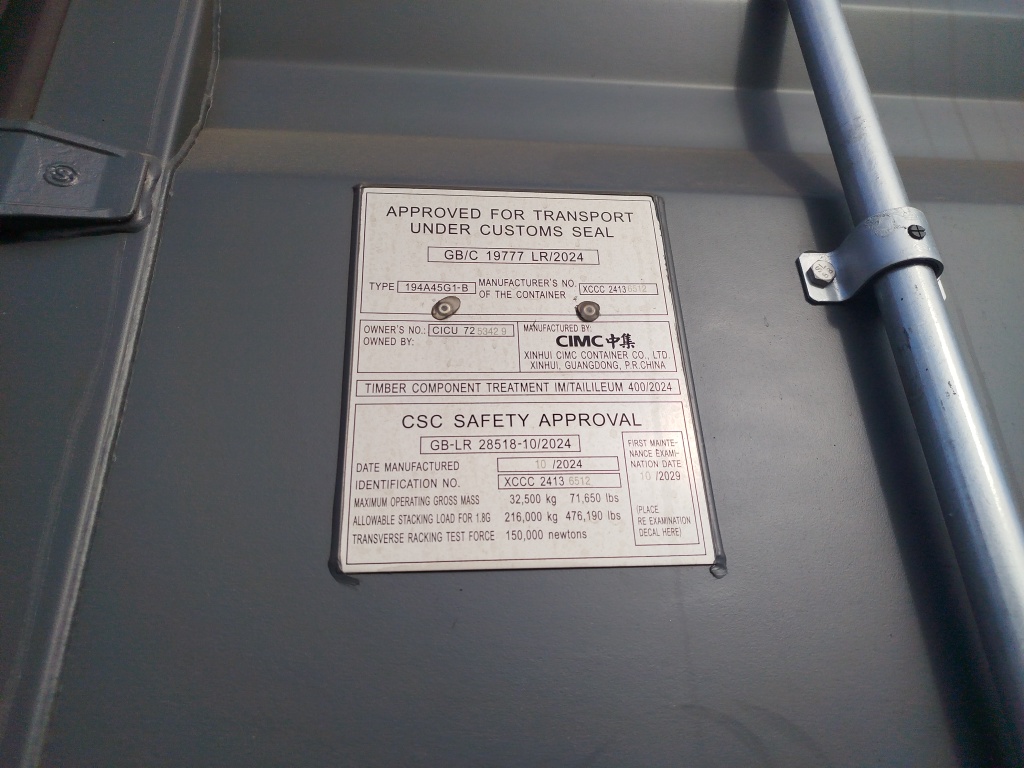 APPROVED FOR TRANSPORT
UNDER CUSTOMS SEAL
GB/C 19777 LR/2024
TYPE 194A45G1-B
MANUFACTURER'S NO.
OF THE CONTAINER
XCCC 2413 6512
OWNER'S NO.: CICU 72 5342 9
OWNED BY:
MANUFACTURED BY:
CIMC中集
XINHUI CIMC CONTAINER CO., LTD.
XINHUI, GUANGDONG, P.R.CHINA
TIMBER COMPONENT TREATMENT IM/TAILILEUM 400/2024
CSC SAFETY APPROVAL
GB-LR 28518-10/2024
DATE MANUFACTURED 10 /2024
IDENTIFICATION NO. XCCC 2413 6512
MAXIMUM OPERATING GROSS MASS 32,500 kg 71,650 lbs
ALLOWABLE STACKING LOAD FOR 1.8G 216,000 kg 476,190 lbs
TRANSVERSE RACKING TEST FORCE 150,000 newtons
FIRST MAINTE-
NANCE EXAMI-
NATION DATE
10 /2029
(PLACE
RE EXAMINATION
DECAL HERE)